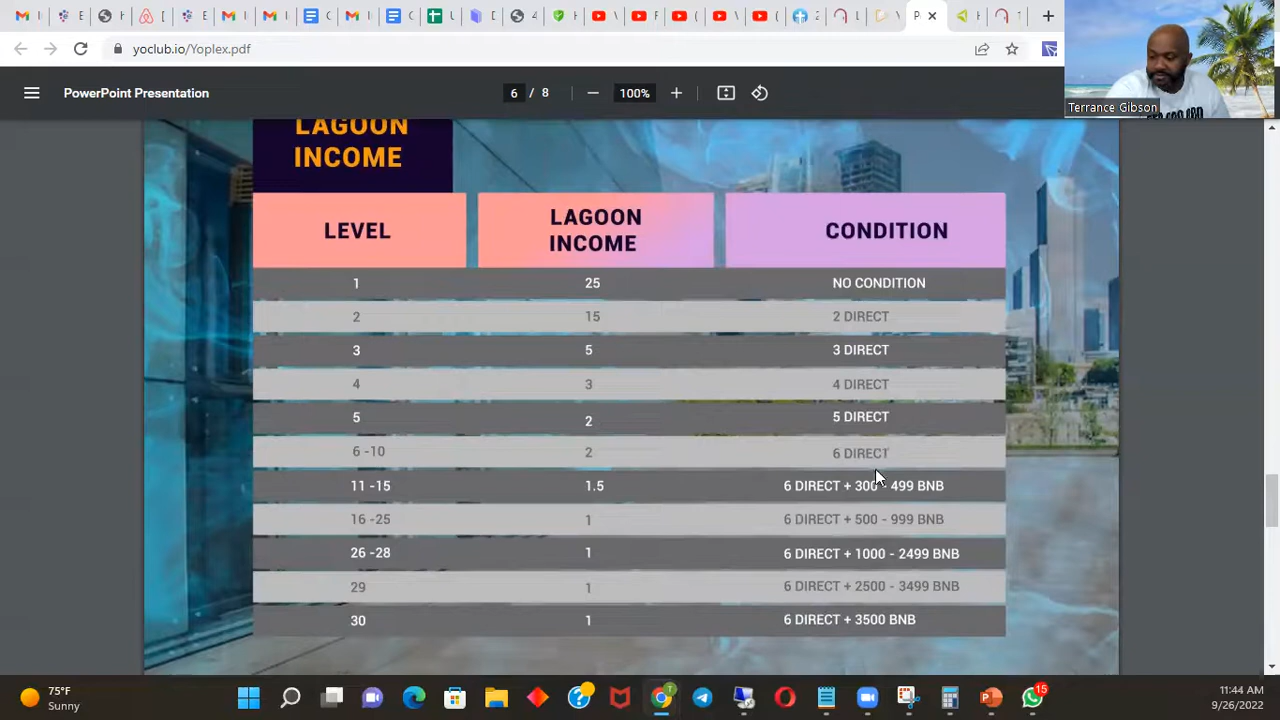 yoclub.io/Yoplex.pdf
PowerPoint Presentation
6 / 8
100%
Terrance Gibson
LAGOON
INCOME
LEVEL
LAGOON
INCOME
CONDITION
1 25 NO CONDITION
2 15 2 DIRECT
3 5 3 DIRECT
4 3 4 DIRECT
5 2 5 DIRECT
6 -10 2 6 DIRECT
11 -15 1.5 6 DIRECT + 300 - 499 BNB
16 -25 1 6 DIRECT + 500 - 999 BNB
26 -28 1 6 DIRECT + 1000 - 2499 BNB
29 1 6 DIRECT + 2500 - 3499 BNB
30 1 6 DIRECT + 3500 BNB
75°F
Sunny
15
11:44 AM
9/26/2022